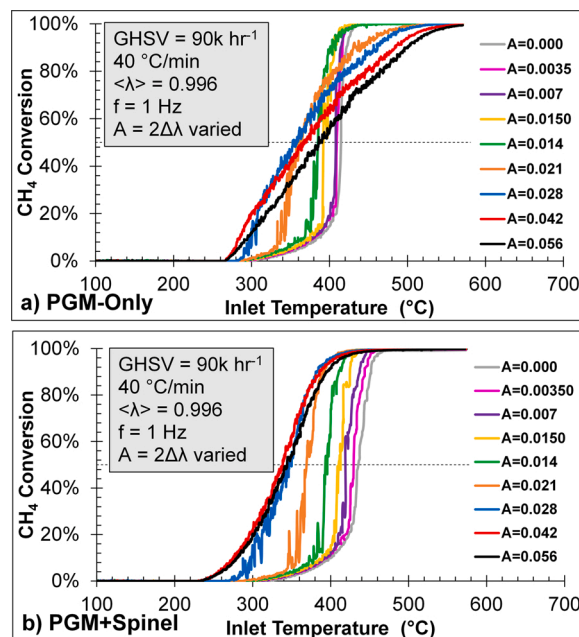 100%
80%
60%
40%
20%
0%
CH₄ Conversion
GHSV = 90k hr⁻¹
40 °C/min
<λ> = 0.996
f = 1 Hz
A = 2Δλ varied
A=0.000
A=0.0035
A=0.007
A=0.0150
A=0.014
A=0.021
A=0.028
A=0.042
A=0.056
100 200 300 400 500 600 700
a) PGM-Only Inlet Temperature (°C)
100%
80%
60%
40%
20%
0%
CH₄ Conversion
GHSV = 90k hr⁻¹
40 °C/min
<λ> = 0.996
f = 1 Hz
A = 2Δλ varied
A=0.000
A=0.00350
A=0.007
A=0.0150
A=0.014
A=0.021
A=0.028
A=0.042
A=0.056
100 200 300 400 500 600 700
b) PGM+Spinel Inlet Temperature (°C)